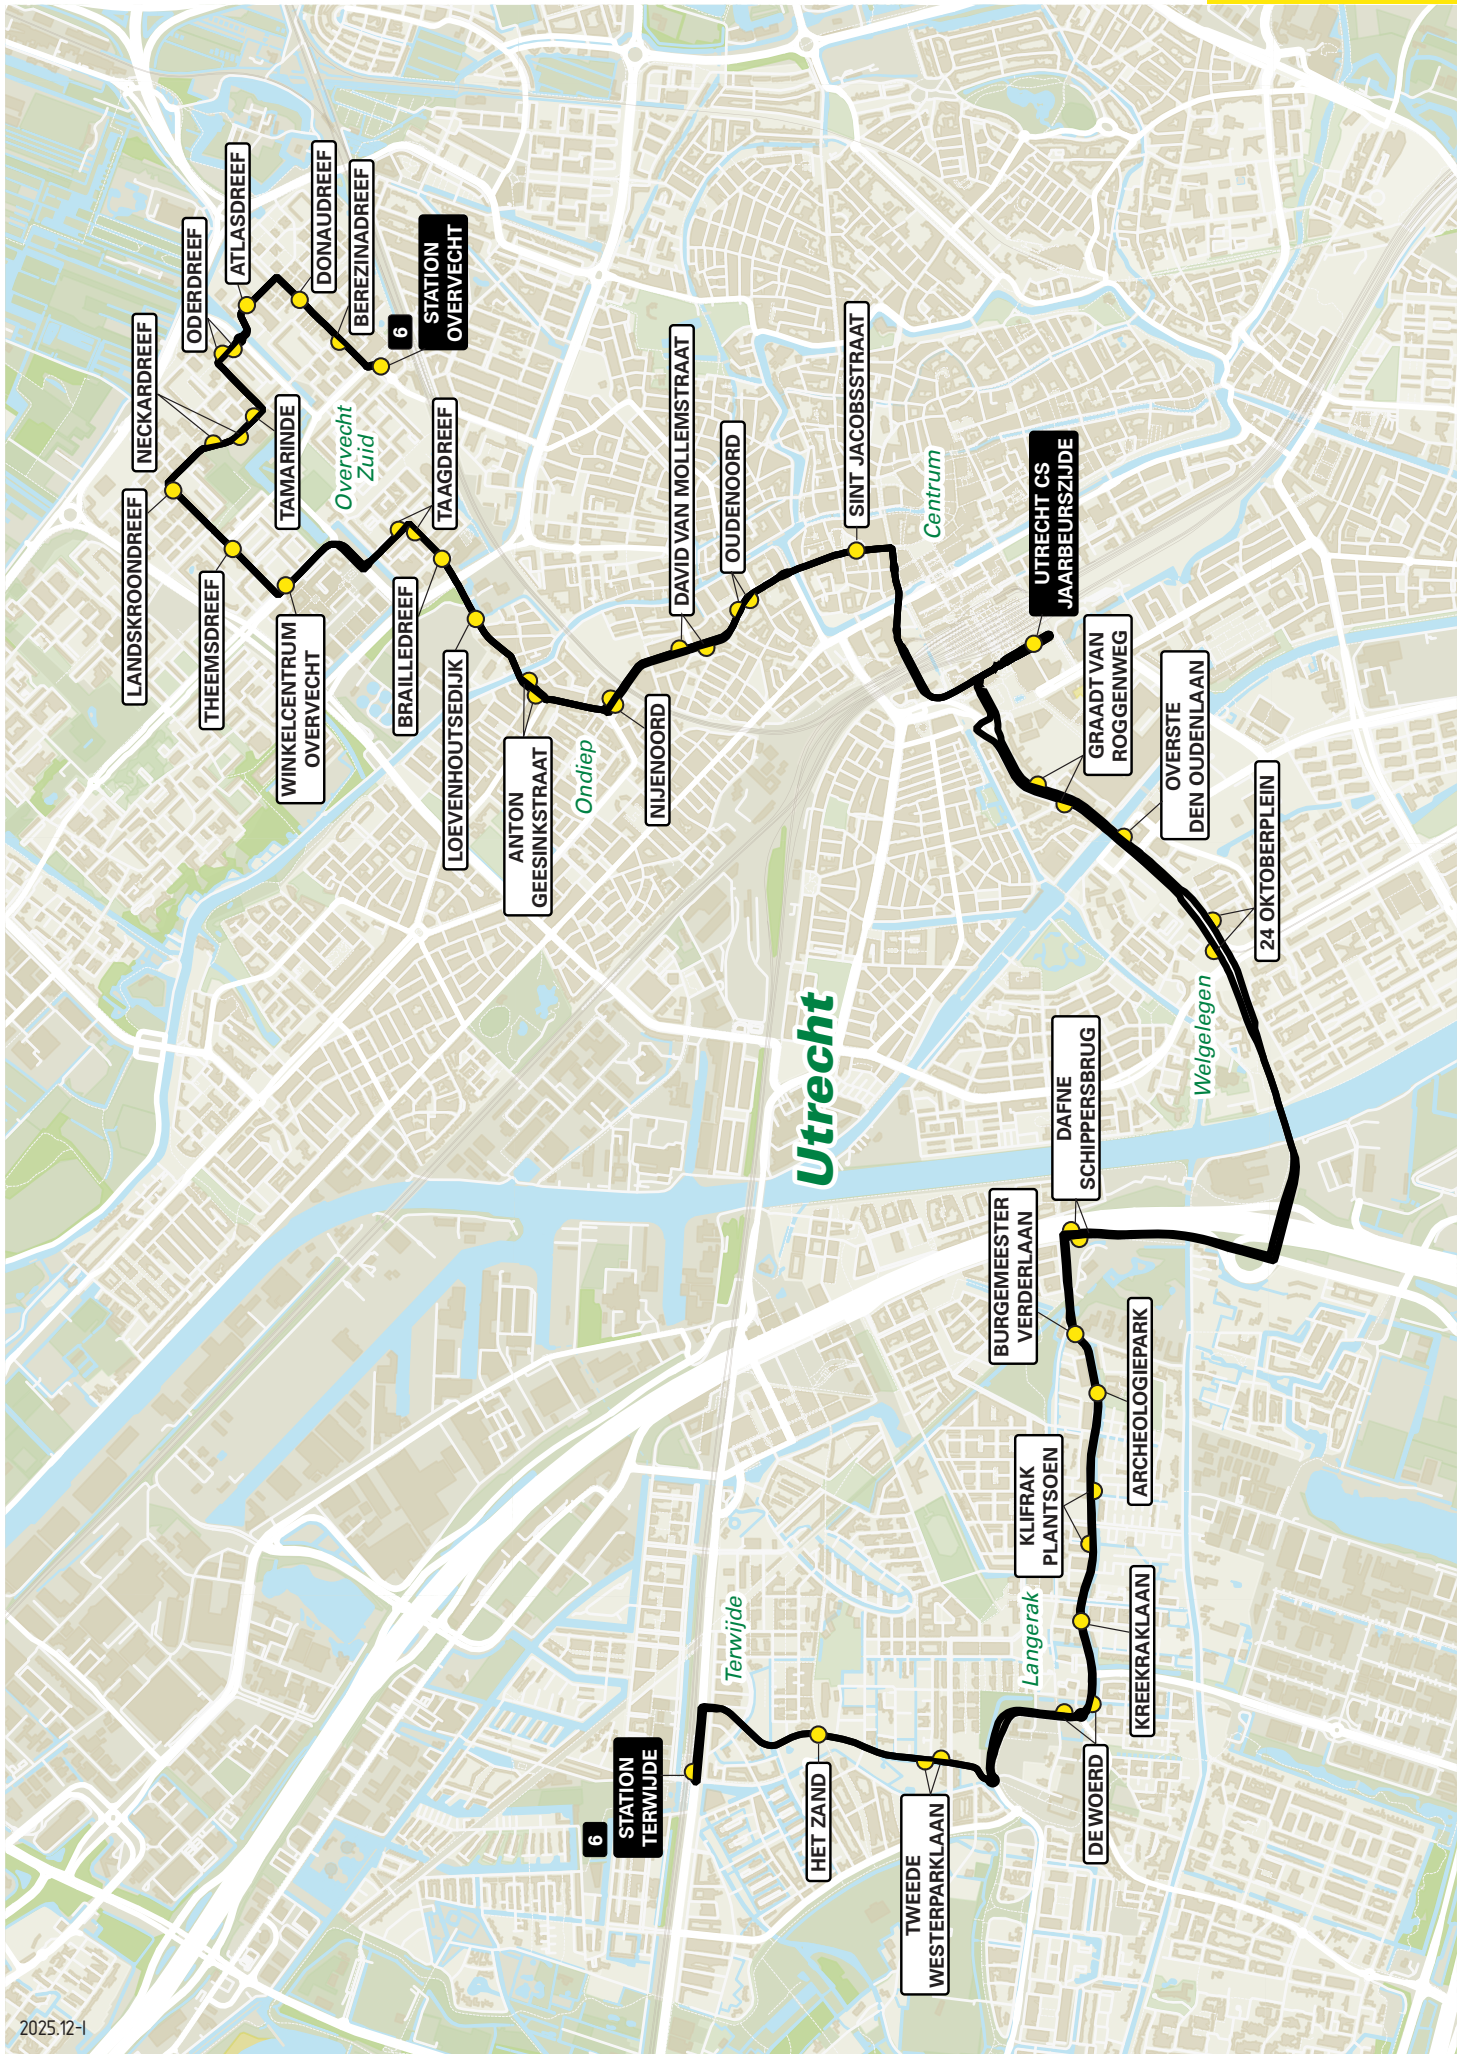 LANDSKROONDREEF
NECKARDREEF
ODERDREEF
ATLASDREEF
DONAUDREEF
BEREZINADREEF
6
STATION
OVERVECHT
THEEMSDREEF
TAMARINDE
Overvecht
Zuid
WINKELCENTRUM
OVERVECHT
TAAGDREEF
BRAILLEDREEF
LOEVENHOUTSEDIJK
ANTON
GEESINKSTRAAT
Ondiep
NIJENOORD
DAVID VAN MOLLEMSTRAAT
OUDENOORD
SINT JACOBSSTRAAT
Centrum
UTRECHT CS
JAARBEURSZIJDE
GRAADT VAN
ROGGENWEG
OVERSTE
DEN OUDENLAAN
24 OKTOBERPLEIN
Welgelegen
Utrecht
DAFNE
SCHIPPERSBRUG
BURGEMEESTER
VERDERLAAN
ARCHEOLOGIEPARK
KLIFRAK
PLANTSOEN
KREEKRAKLAAN
Langerak
DE WOERD
TWEEDE
WESTERPARKLAAN
HET ZAND
Terwijde
6
STATION
TERWIJDE
2025.12-I